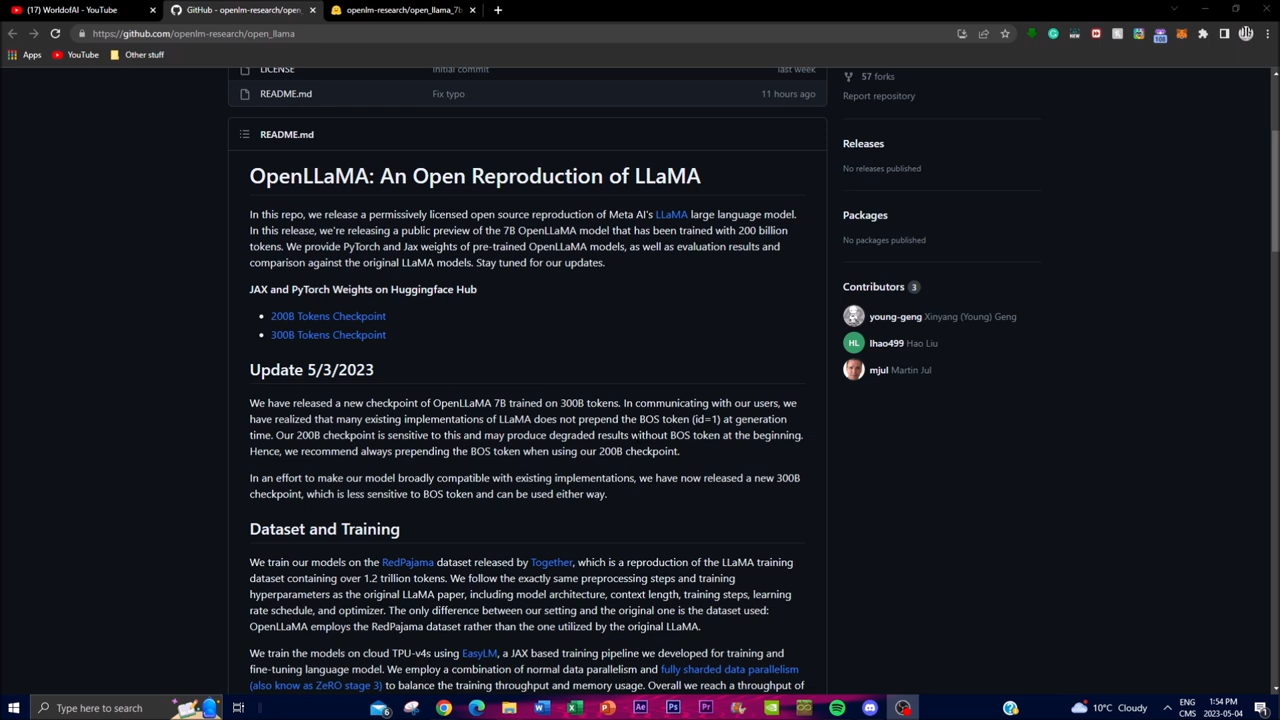 (17) WorldofAI - YouTube
GitHub - openlm-research/open_
openlm-research/open_llama_7b
https://github.com/openlm-research/open_llama
Apps
YouTube
Other stuff
LICENSE
Initial commit
last week
README.md
Fix typo
11 hours ago
README.md
OpenLLaMA: An Open Reproduction of LLaMA
In this repo, we release a permissively licensed open source reproduction of Meta AI's LLaMA large language model.
In this release, we're releasing a public preview of the 7B OpenLLaMA model that has been trained with 200 billion
tokens. We provide PyTorch and Jax weights of pre-trained OpenLLaMA models, as well as evaluation results and
comparison against the original LLaMA models. Stay tuned for our updates.
JAX and PyTorch Weights on Huggingface Hub
• 200B Tokens Checkpoint
• 300B Tokens Checkpoint
Update 5/3/2023
We have released a new checkpoint of OpenLLaMA 7B trained on 300B tokens. In communicating with our users, we
have realized that many existing implementations of LLaMA does not prepend the BOS token (id=1) at generation
time. Our 200B checkpoint is sensitive to this and may produce degraded results without BOS token at the beginning.
Hence, we recommend always prepending the BOS token when using our 200B checkpoint.
In an effort to make our model broadly compatible with existing implementations, we have now released a new 300B
checkpoint, which is less sensitive to BOS token and can be used either way.
Dataset and Training
We train our models on the RedPajama dataset released by Together, which is a reproduction of the LLaMA training
dataset containing over 1.2 trillion tokens. We follow the exactly same preprocessing steps and training
hyperparameters as the original LLaMA paper, including model architecture, context length, training steps, learning
rate schedule, and optimizer. The only difference between our setting and the original one is the dataset used:
OpenLLaMA employs the RedPajama dataset rather than the one utilized by the original LLaMA.
We train the models on cloud TPU-v4s using EasyLM, a JAX based training pipeline we developed for training and
fine-tuning language model. We employ a combination of normal data parallelism and fully sharded data parallelism
(also know as ZeRO stage 3) to balance the training throughput and memory usage. Overall we reach a throughput of
57 forks
Report repository
Releases
No releases published
Packages
No packages published
Contributors 3
young-geng Xinyang (Young) Geng
HL lhao499 Hao Liu
mjul Martin Jul
Type here to search
10°C Cloudy
ENG
CMS
1:54 PM
2023-05-04